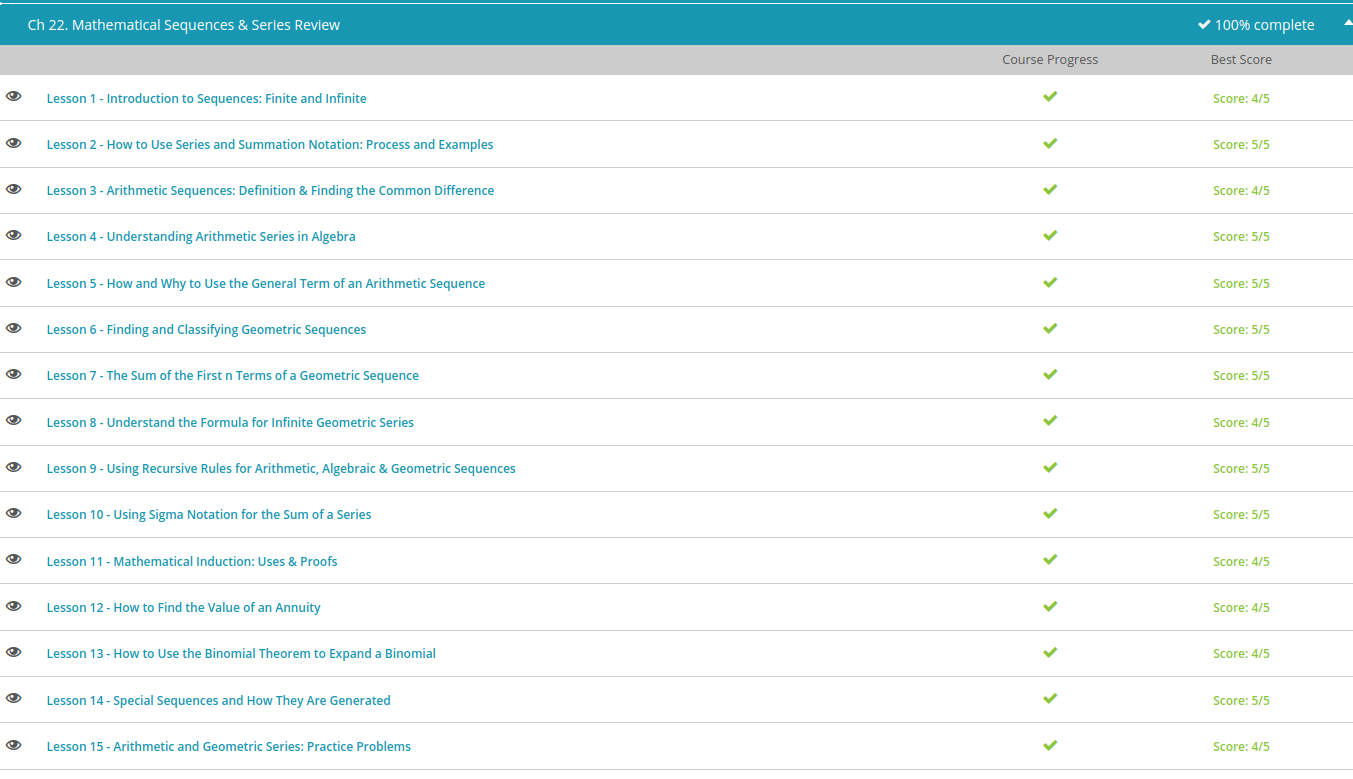 Ch 22. Mathematical Sequences & Series Review 100% complete
Course Progress Best Score
Lesson 1 - Introduction to Sequences: Finite and Infinite Score: 4/5
Lesson 2 - How to Use Series and Summation Notation: Process and Examples Score: 5/5
Lesson 3 - Arithmetic Sequences: Definition & Finding the Common Difference Score: 4/5
Lesson 4 - Understanding Arithmetic Series in Algebra Score: 5/5
Lesson 5 - How and Why to Use the General Term of an Arithmetic Sequence Score: 5/5
Lesson 6 - Finding and Classifying Geometric Sequences Score: 5/5
Lesson 7 - The Sum of the First n Terms of a Geometric Sequence Score: 5/5
Lesson 8 - Understand the Formula for Infinite Geometric Series Score: 4/5
Lesson 9 - Using Recursive Rules for Arithmetic, Algebraic & Geometric Sequences Score: 5/5
Lesson 10 - Using Sigma Notation for the Sum of a Series Score: 5/5
Lesson 11 - Mathematical Induction: Uses & Proofs Score: 4/5
Lesson 12 - How to Find the Value of an Annuity Score: 4/5
Lesson 13 - How to Use the Binomial Theorem to Expand a Binomial Score: 4/5
Lesson 14 - Special Sequences and How They Are Generated Score: 5/5
Lesson 15 - Arithmetic and Geometric Series: Practice Problems Score: 4/5